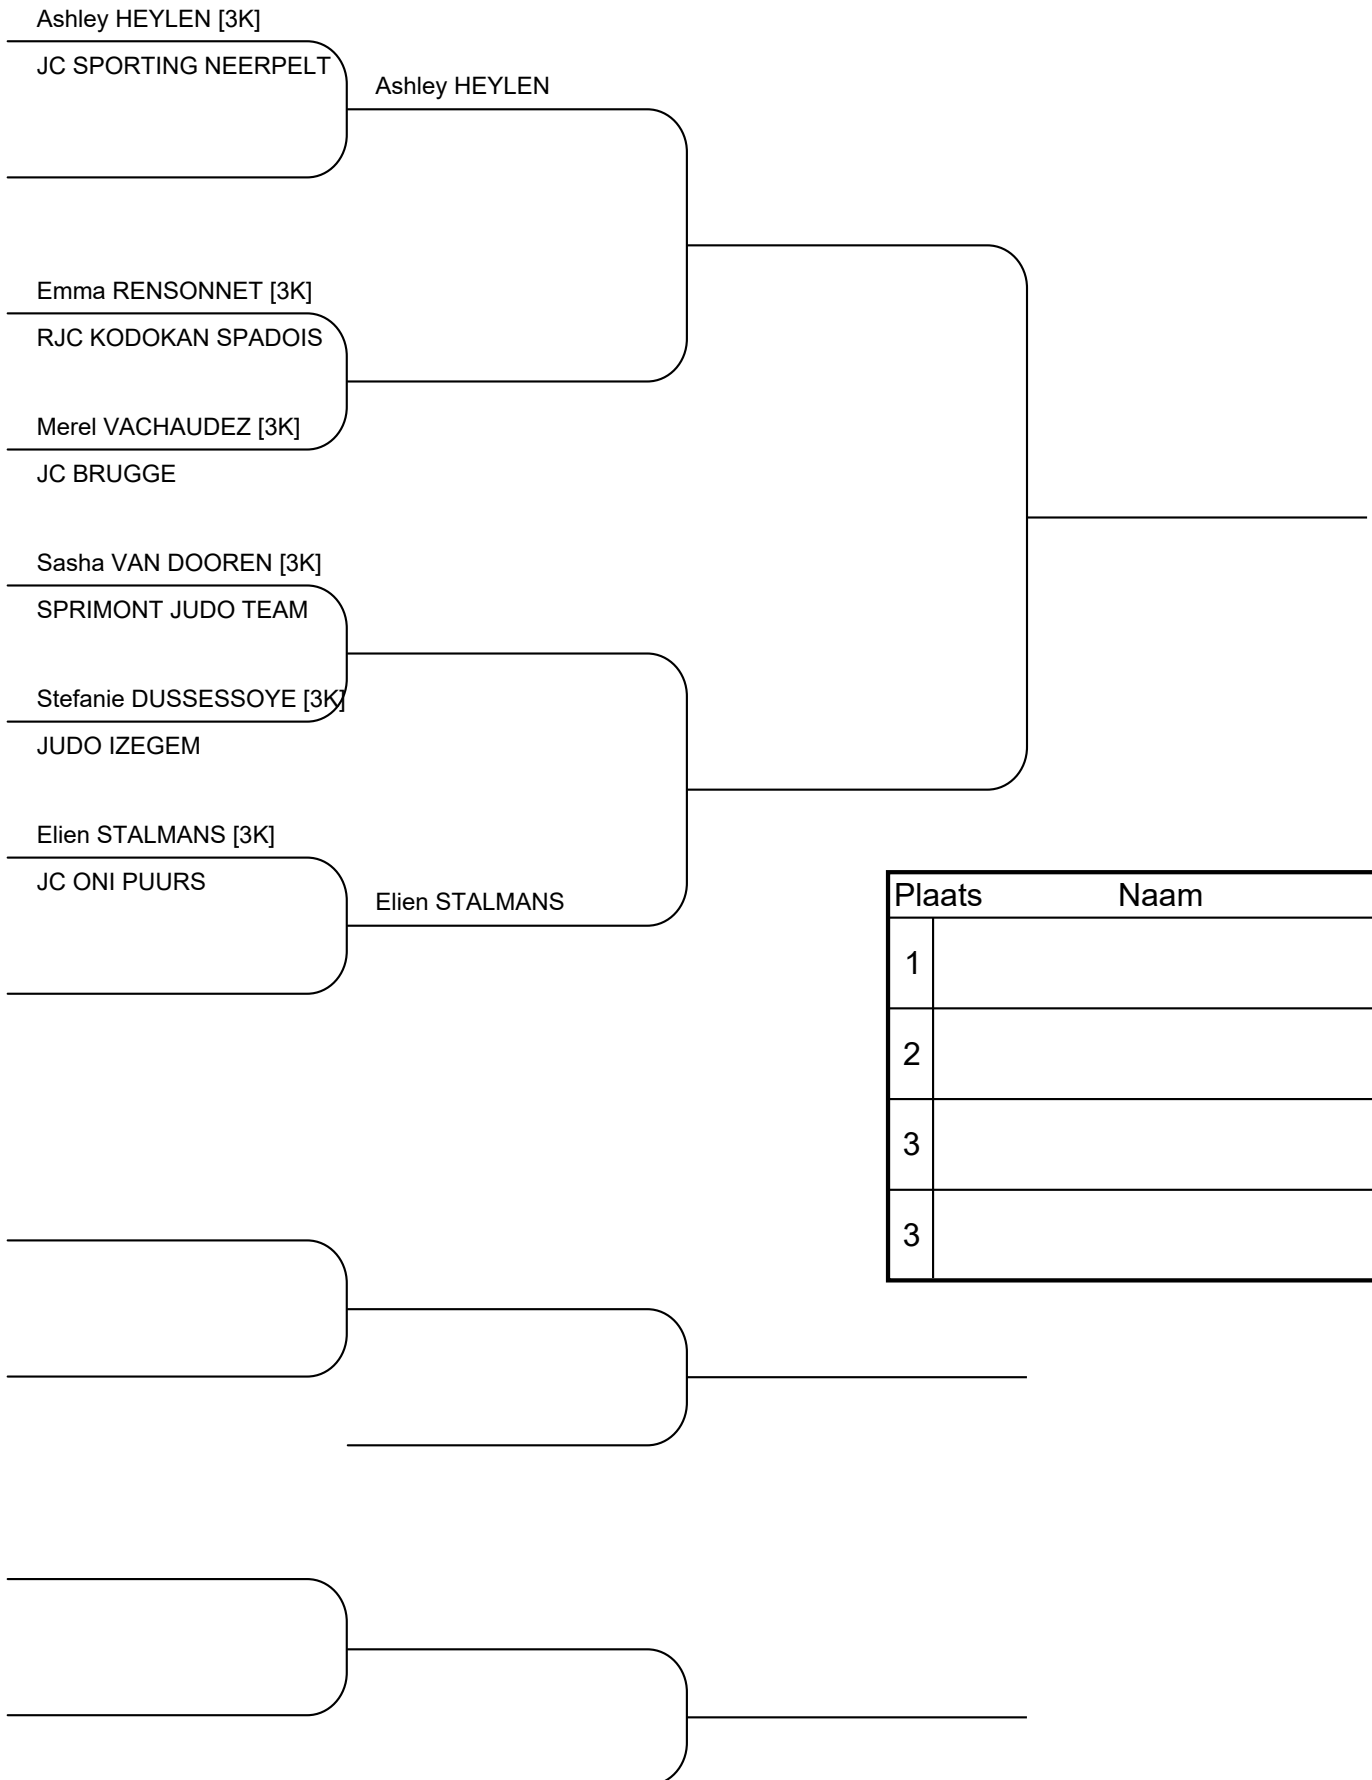 Ashley HEYLEN [3K]
JC SPORTING NEERPELT
Ashley HEYLEN
Emma RENSONNET [3K]
RJC KODOKAN SPADOIS
Merel VACHAUDEZ [3K]
JC BRUGGE
Sasha VAN DOOREN [3K]
SPRIMONT JUDO TEAM
Stefanie DUSSESSOYE [3K]
JUDO IZEGEM
Elien STALMANS [3K]
JC ONI PUURS
Elien STALMANS
Plaats Naam
1
2
3
3